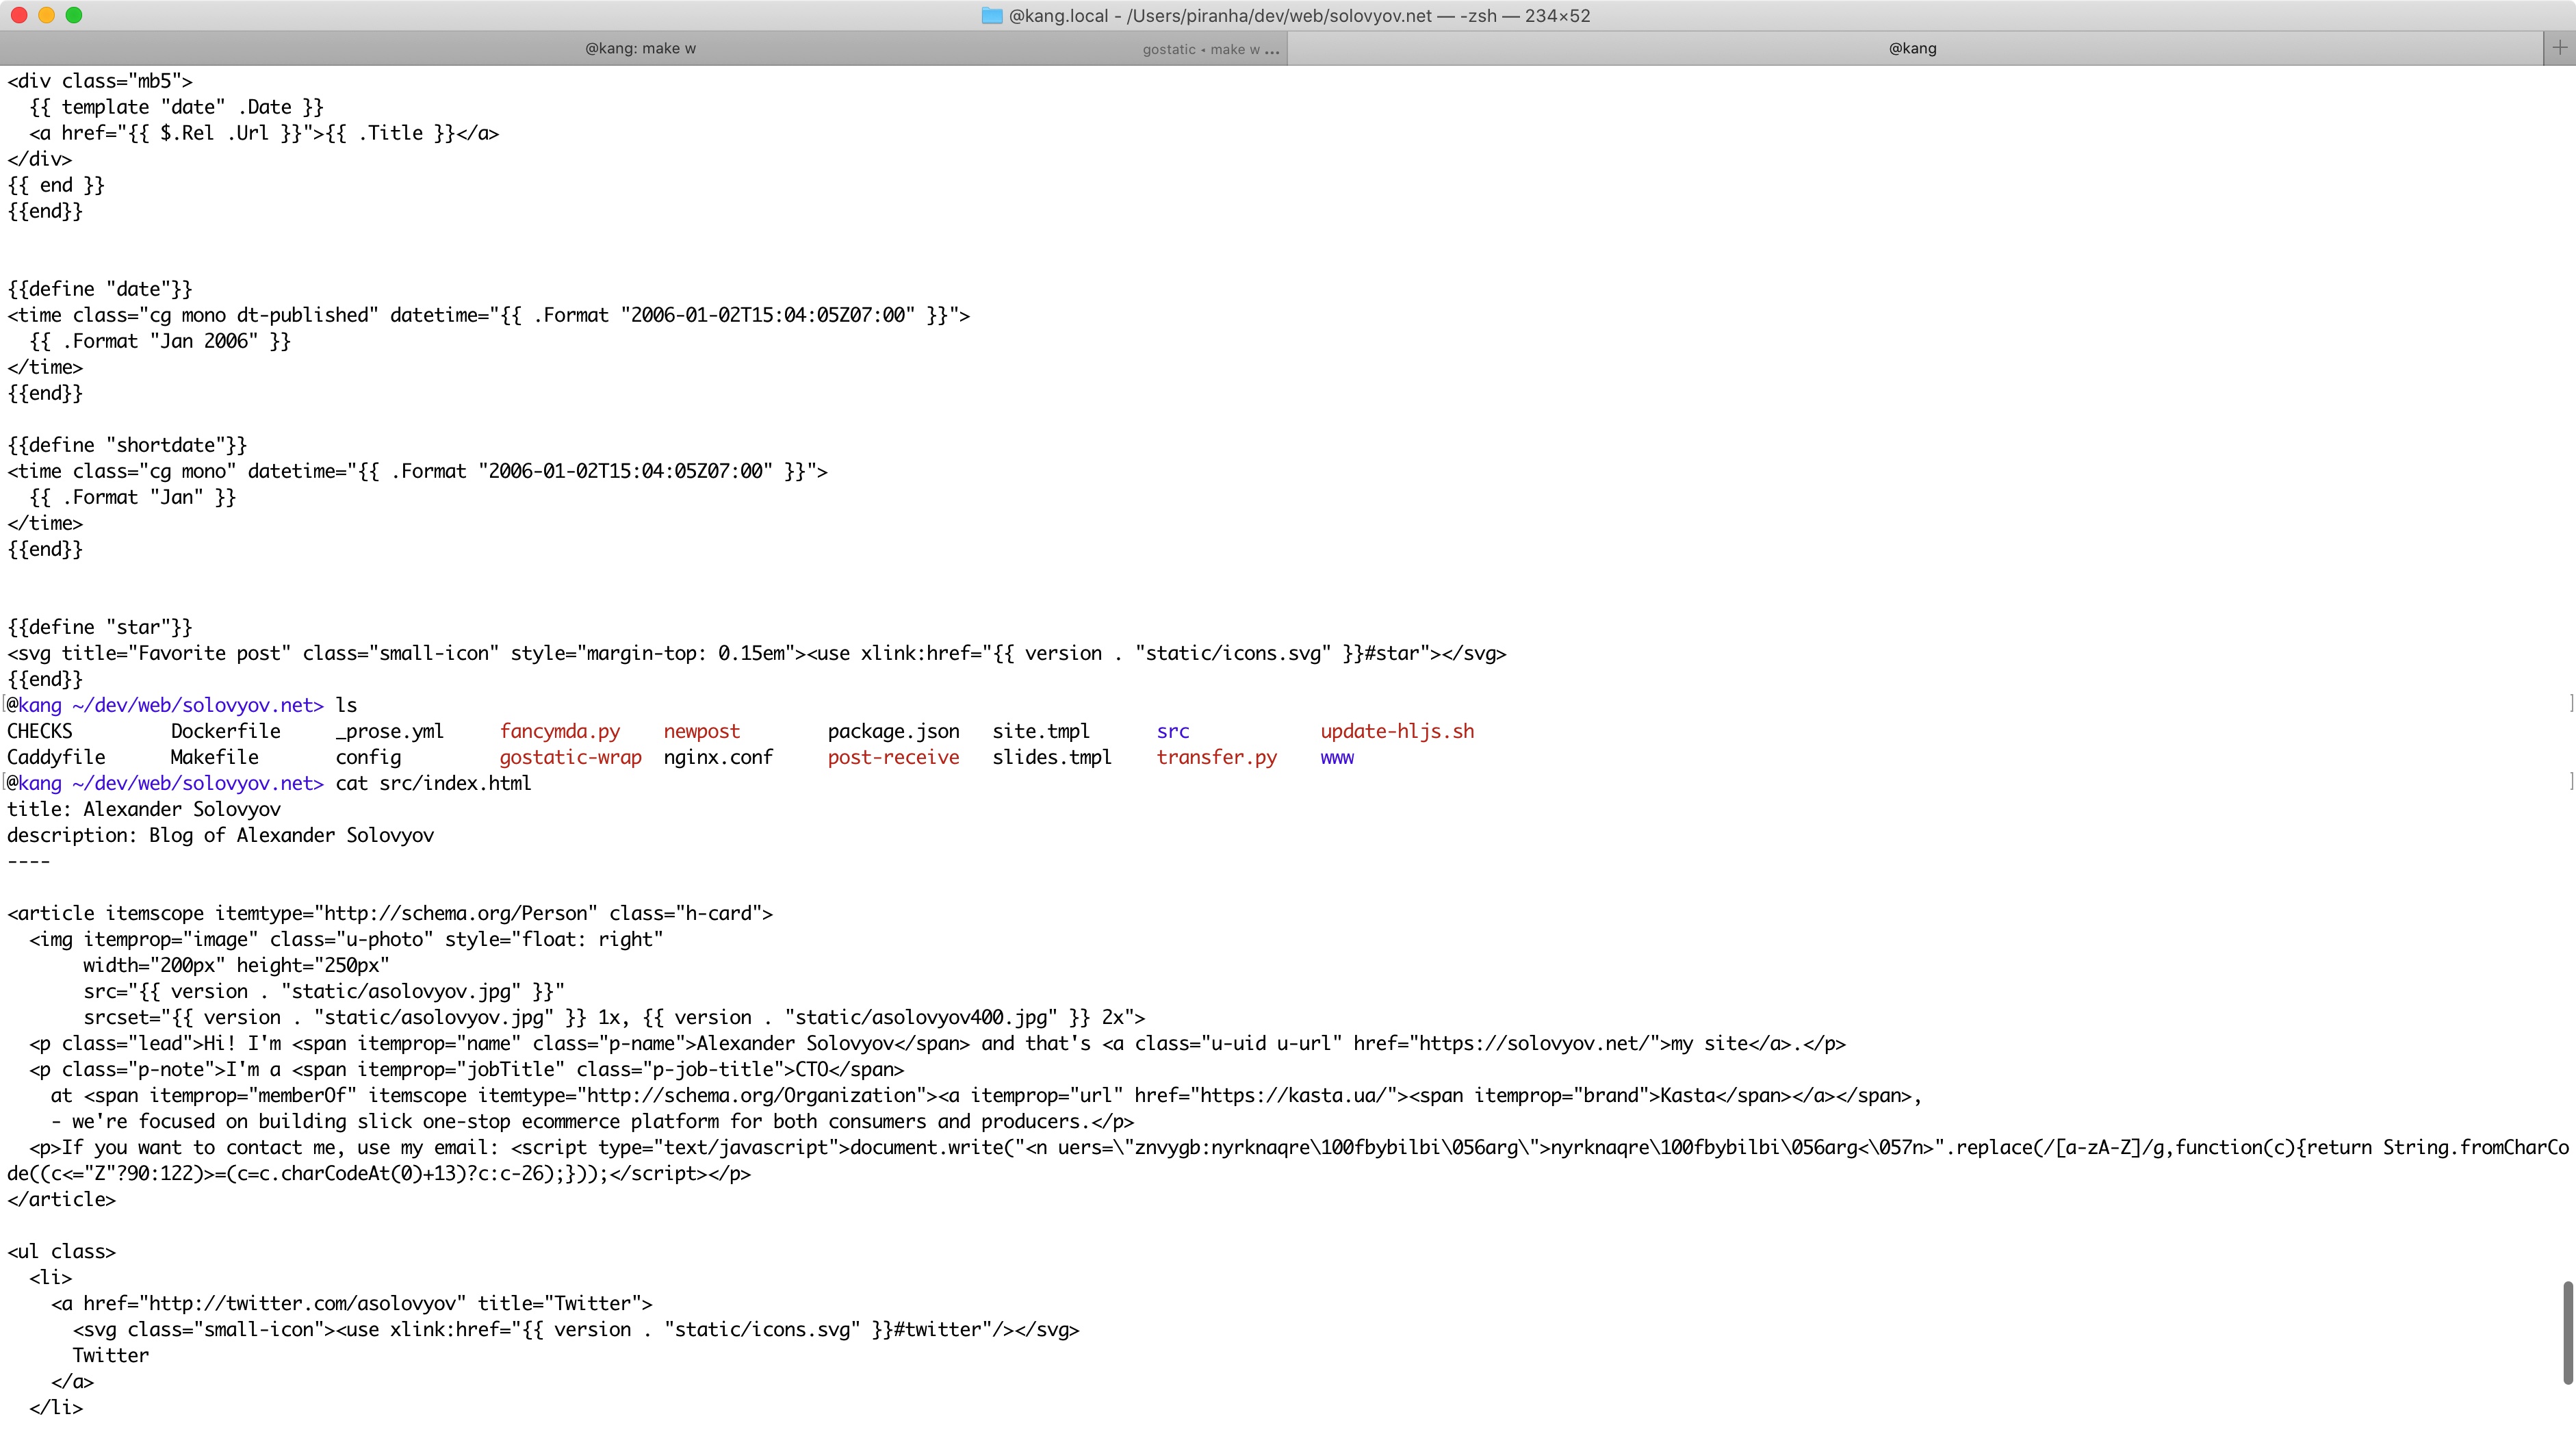 @kang.local - /Users/piranha/dev/web/solovyov.net — -zsh — 234×52
@kang: make w gostatic ◂ make w ... @kang +
<div class="mb5">
  {{ template "date" .Date }}
  <a href="{{ $.Rel .Url }}">{{ .Title }}</a>
</div>
{{ end }}
{{end}}
{{define "date"}}
<time class="cg mono dt-published" datetime="{{ .Format "2006-01-02T15:04:05Z07:00" }}">
  {{ .Format "Jan 2006" }}
</time>
{{end}}
{{define "shortdate"}}
<time class="cg mono" datetime="{{ .Format "2006-01-02T15:04:05Z07:00" }}">
  {{ .Format "Jan" }}
</time>
{{end}}
{{define "star"}}
<svg title="Favorite post" class="small-icon" style="margin-top: 0.15em"><use xlink:href="{{ version . "static/icons.svg" }}#star"></svg>
{{end}}
[@kang ~/dev/web/solovyov.net> ls ]
CHECKS Dockerfile _prose.yml fancymda.py newpost package.json site.tmpl src update-hljs.sh
Caddyfile Makefile config gostatic-wrap nginx.conf post-receive slides.tmpl transfer.py www
[@kang ~/dev/web/solovyov.net> cat src/index.html ]
title: Alexander Solovyov
description: Blog of Alexander Solovyov
----
<article itemscope itemtype="http://schema.org/Person" class="h-card">
  <img itemprop="image" class="u-photo" style="float: right"
       width="200px" height="250px"
       src="{{ version . "static/asolovyov.jpg" }}"
       srcset="{{ version . "static/asolovyov.jpg" }} 1x, {{ version . "static/asolovyov400.jpg" }} 2x">
  <p class="lead">Hi! I'm <span itemprop="name" class="p-name">Alexander Solovyov</span> and that's <a class="u-uid u-url" href="https://solovyov.net/">my site</a>.</p>
  <p class="p-note">I'm a <span itemprop="jobTitle" class="p-job-title">CTO</span>
    at <span itemprop="memberOf" itemscope itemtype="http://schema.org/Organization"><a itemprop="url" href="https://kasta.ua/"><span itemprop="brand">Kasta</span></a></span>,
    - we're focused on building slick one-stop ecommerce platform for both consumers and producers.</p>
  <p>If you want to contact me, use my email: <script type="text/javascript">document.write("<n uers=\"znvygb:nyrknaqre\100fbybilbi\056arg\">nyrknaqre\100fbybilbi\056arg<\057n>".replace(/[a-zA-Z]/g,function(c){return String.fromCharCo
de((c<="Z"?90:122)>=(c=c.charCodeAt(0)+13)?c:c-26);}));</script></p>
</article>
<ul class>
  <li>
    <a href="http://twitter.com/asolovyov" title="Twitter">
      <svg class="small-icon"><use xlink:href="{{ version . "static/icons.svg" }}#twitter"/></svg>
      Twitter
    </a>
  </li>